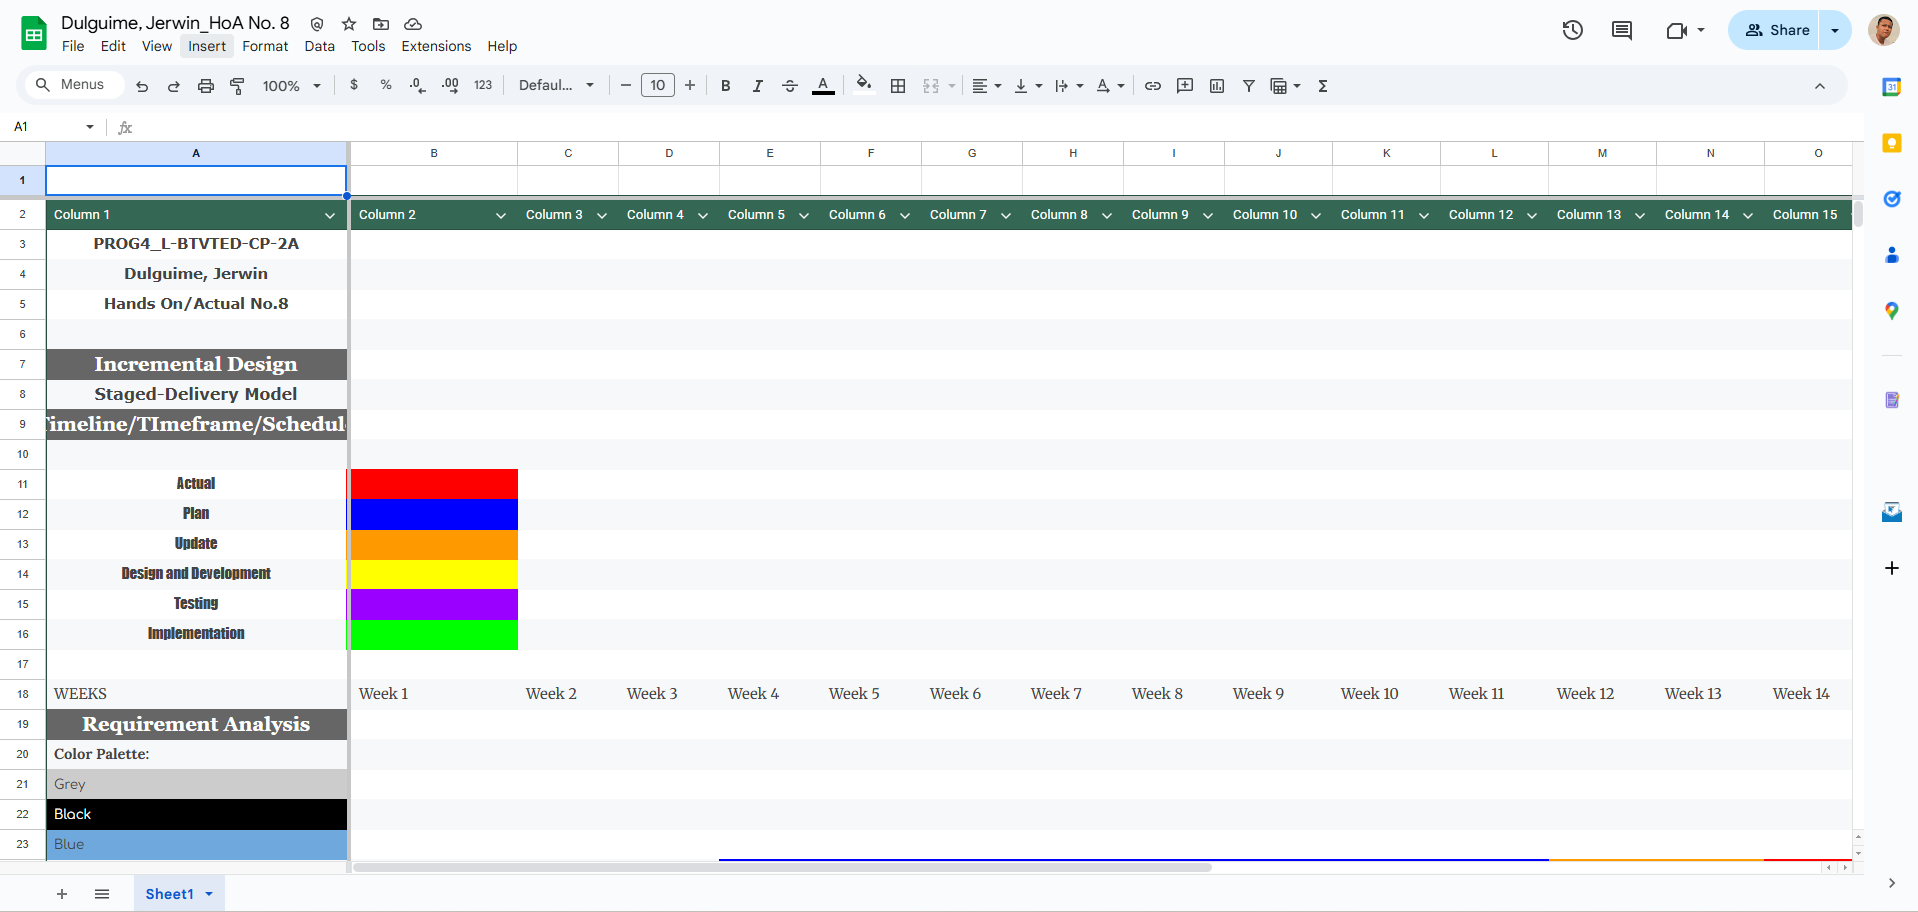 Dulguime, Jerwin_HoA No. 8
File Edit View Insert Format Data Tools Extensions Help
Share
Menus 100% $ % .0 .00 123 Defaul... 10 B I A
A1 fx
A B C D E F G H I J K L M N O
1
2 Column 1 Column 2 Column 3 Column 4 Column 5 Column 6 Column 7 Column 8 Column 9 Column 10 Column 11 Column 12 Column 13 Column 14 Column 15
3 PROG4_L-BTVTED-CP-2A
4 Dulguime, Jerwin
5 Hands On/Actual No.8
6
7 Incremental Design
8 Staged-Delivery Model
9 imeline/TImeframe/Schedul
10
11 Actual
12 Plan
13 Update
14 Design and Development
15 Testing
16 Implementation
17
18 WEEKS Week 1 Week 2 Week 3 Week 4 Week 5 Week 6 Week 7 Week 8 Week 9 Week 10 Week 11 Week 12 Week 13 Week 14
19 Requirement Analysis
20 Color Palette:
21 Grey
22 Black
23 Blue
Sheet1
31